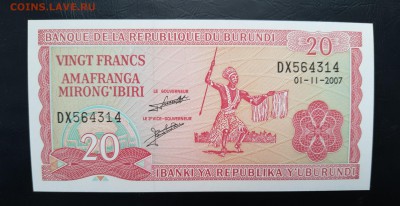 COINS.LAVE.RU
BANQUE DE LA REPUBLIQUE DU BURUNDI
20
VINGT FRANCS
AMAFRANGA
MIRONG'IBIRI
DX564314
01-11-2007
LE GOUVERNEUR
DX564314
LE 1er VICE-GOUVERNEUR
20
IBANKI YA REPUBLIKA Y'UBURUNDI